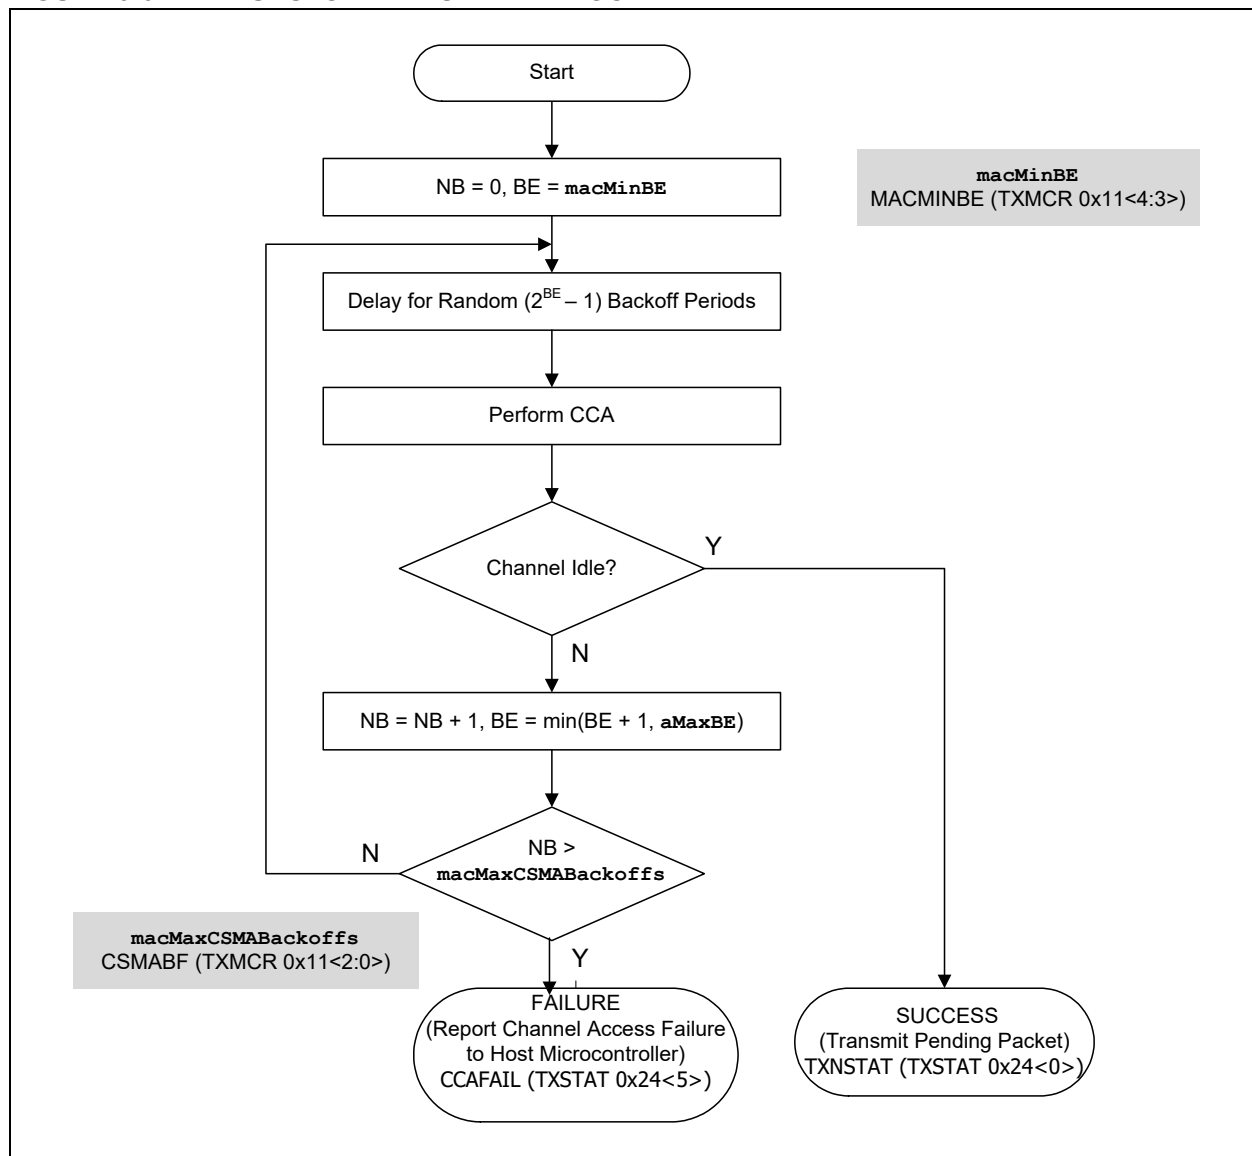 Start
NB = 0, BE = macMinBE
macMinBE
MACMINBE (TXMCR 0x11<4:3>)
Delay for Random (2^BE – 1) Backoff Periods
Perform CCA
Channel Idle?
Y
N
NB = NB + 1, BE = min(BE + 1, aMaxBE)
NB >
macMaxCSMABackoffs
N
Y
macMaxCSMABackoffs
CSMABF (TXMCR 0x11<2:0>)
FAILURE
(Report Channel Access Failure
to Host Microcontroller)
CCAFAIL (TXSTAT 0x24<5>)
SUCCESS
(Transmit Pending Packet)
TXNSTAT (TXSTAT 0x24<0>)